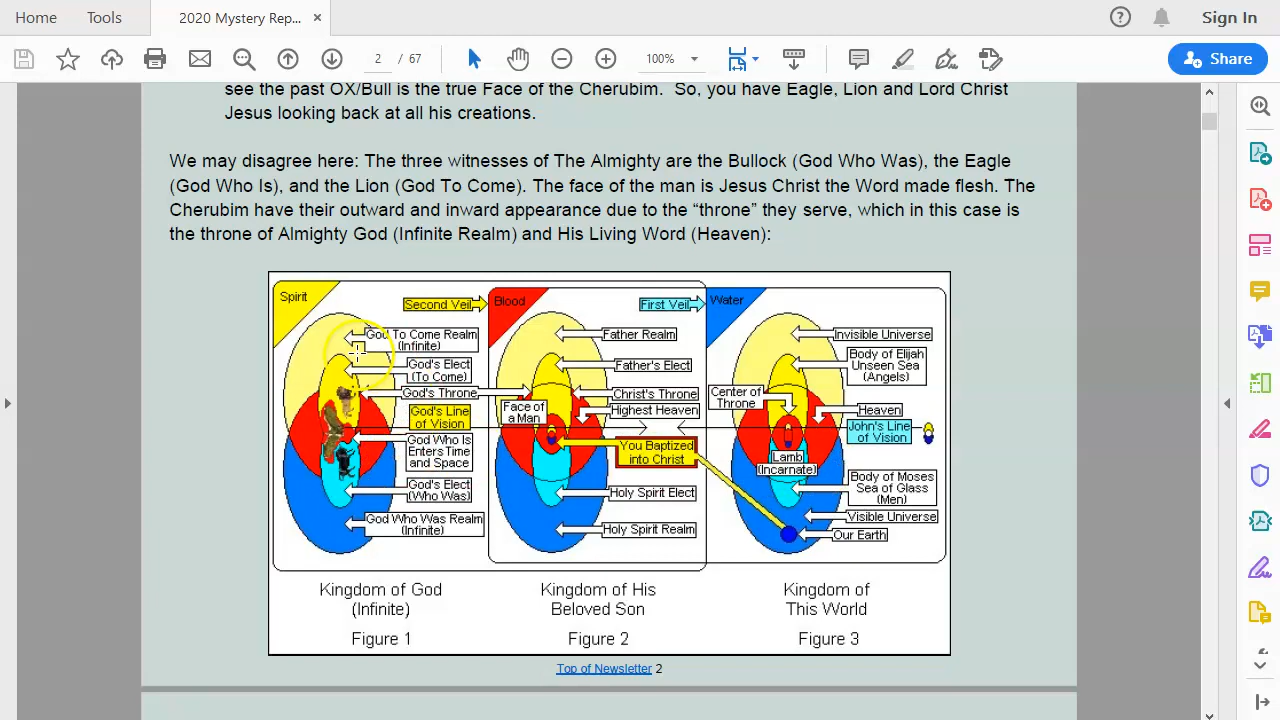 Home
Tools
2020 Mystery Rep...
Sign In
2 / 67
100%
Share
see the past OX/Bull is the true Face of the Cherubim. So, you have Eagle, Lion and Lord Christ
Jesus looking back at all his creations.
We may disagree here: The three witnesses of The Almighty are the Bullock (God Who Was), the Eagle
(God Who Is), and the Lion (God To Come). The face of the man is Jesus Christ the Word made flesh. The
Cherubim have their outward and inward appearance due to the “throne” they serve, which in this case is
the throne of Almighty God (Infinite Realm) and His Living Word (Heaven):
Spirit
Second Veil
God To Come Realm
(Infinite)
God's Elect
(To Come)
God's Throne
God's Line
of Vision
God Who Is
Enters Time
and Space
God's Elect
(Who Was)
God Who Was Realm
(Infinite)
Kingdom of God
(Infinite)
Figure 1
Blood
First Veil
Father Realm
Father's Elect
Christ's Throne
Highest Heaven
Face of
a Man
You Baptized
into Christ
Holy Spirit Elect
Holy Spirit Realm
Kingdom of His
Beloved Son
Figure 2
Water
Invisible Universe
Body of Elijah
Unseen Sea
(Angels)
Center of
Throne
Heaven
John's Line
of Vision
Lamb
(Incarnate)
Body of Moses
Sea of Glass
(Men)
Visible Universe
Our Earth
Kingdom of
This World
Figure 3
Top of Newsletter 2